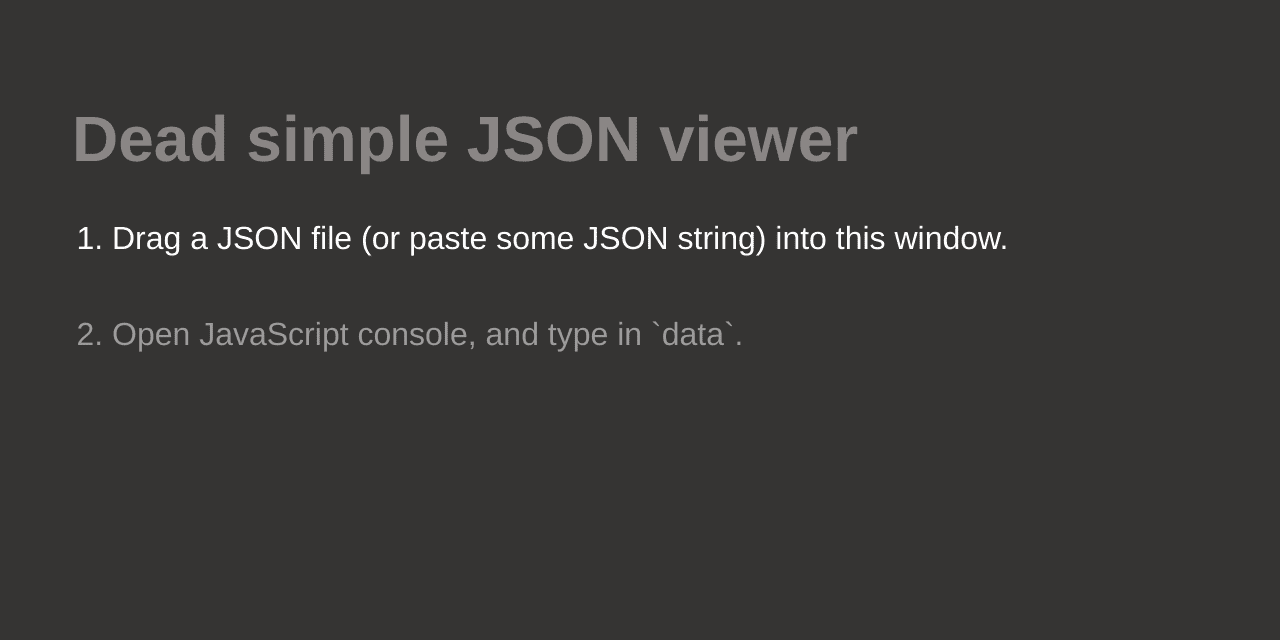 Dead simple JSON viewer
1. Drag a JSON file (or paste some JSON string) into this window.
2. Open JavaScript console, and type in `data`.